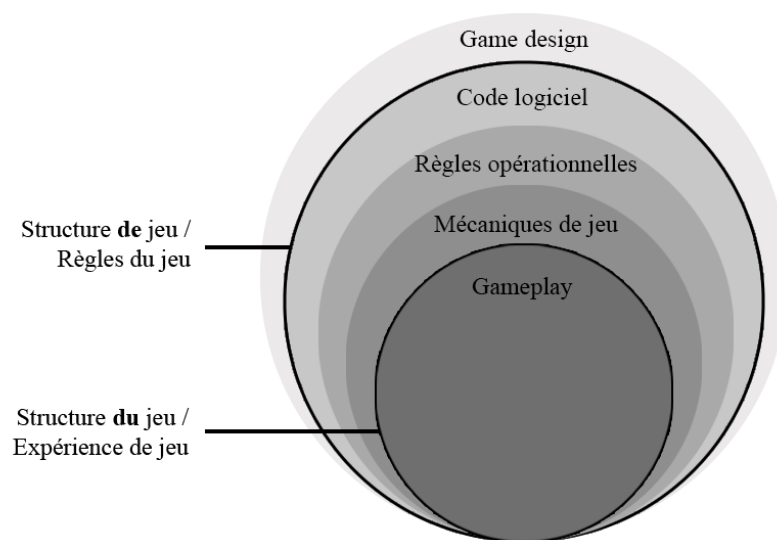 Game design
Code logiciel
Règles opérationnelles
Mécaniques de jeu
Gameplay
Structure de jeu /
Règles du jeu
Structure du jeu /
Expérience de jeu